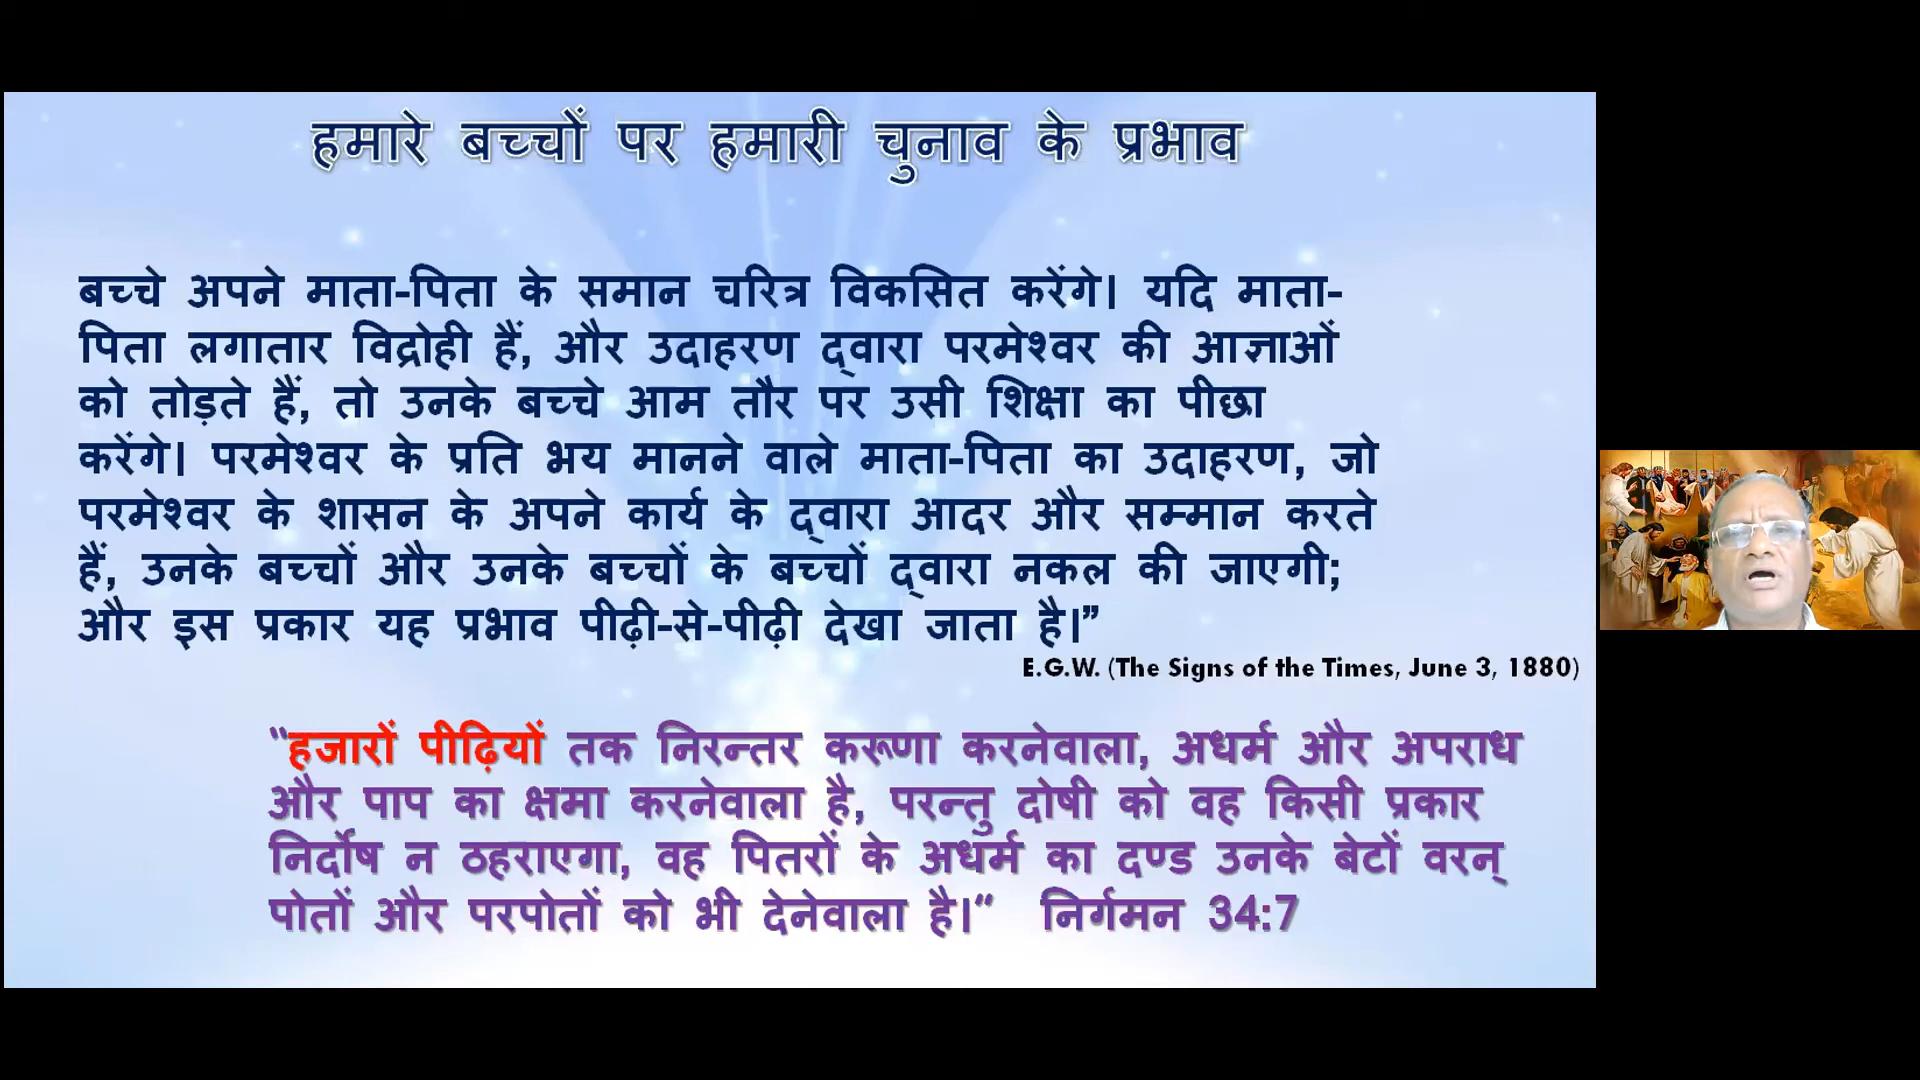 हमारे बच्चों पर हमारी चुनाव के प्रभाव
बच्चे अपने माता-पिता के समान चरित्र विकसित करेंगे। यदि माता-
पिता लगातार विद्रोही हैं, और उदाहरण द्वारा परमेश्वर की आज्ञाओं
को तोड़ते हैं, तो उनके बच्चे आम तौर पर उसी शिक्षा का पीछा
करेंगे। परमेश्वर के प्रति भय मानने वाले माता-पिता का उदाहरण, जो
परमेश्वर के शासन के अपने कार्य के द्वारा आदर और सम्मान करते
हैं, उनके बच्चों और उनके बच्चों के बच्चों द्वारा नकल की जाएगी;
और इस प्रकार यह प्रभाव पीढ़ी-से-पीढ़ी देखा जाता है।”
E.G.W. (The Signs of the Times, June 3, 1880)
"हजारों पीढ़ियों तक निरन्तर करूणा करनेवाला, अधर्म और अपराध
और पाप का क्षमा करनेवाला है, परन्तु दोषी को वह किसी प्रकार
निर्दोष न ठहराएगा, वह पितरों के अधर्म का दण्ड उनके बेटों वरन्
पोतों और परपोतों को भी देनेवाला है।“ निर्गमन 34:7